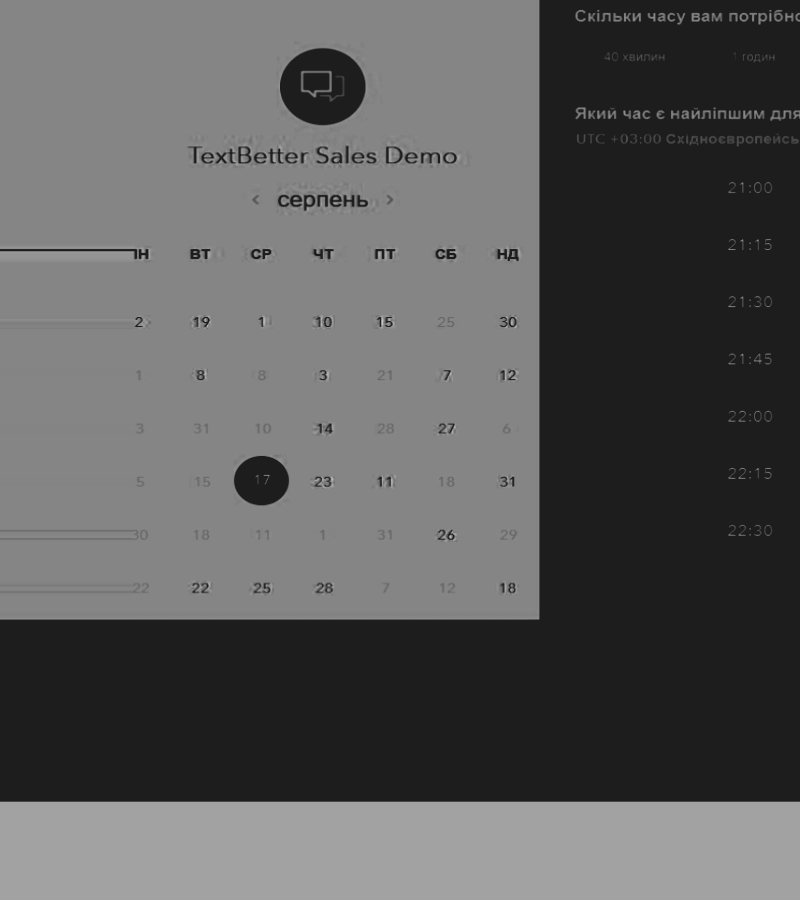 TextBetter Sales Demo
‹ серпень ›
ІН ВТ СР ЧТ ПТ СБ НД
2 19 1 10 15 25 30
1 8 8 3 21 7 12
3 31 10 14 28 27 6
5 15 17 23 11 18 31
30 18 11 1 31 26 29
22 22 25 28 7 12 18
Скільки часу вам потрібно
40 хвилин 1 годин
Який час є найліпшим для
UTC +03:00 Східноєвропейсь
21:00
21:15
21:30
21:45
22:00
22:15
22:30